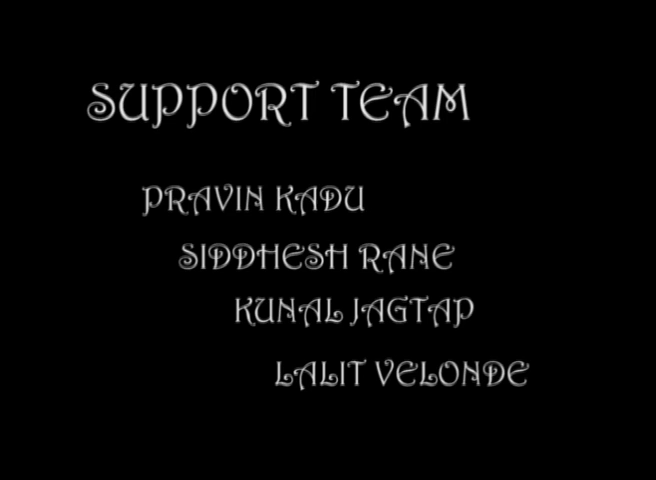 SUPPORT TEAM
PRAVIN KADU
SIDDHESH RANE
KUNAL JAGTAP
LALIT VELONDE